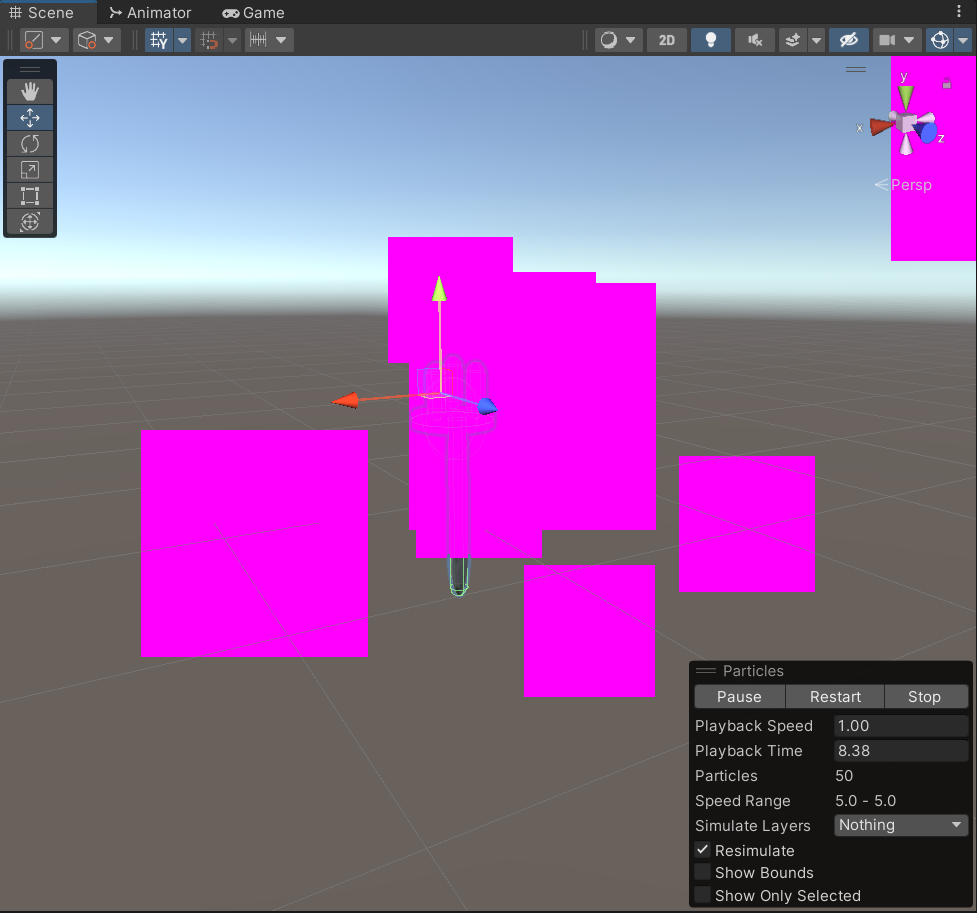 Scene Animator Game
2D
y
x
z
Persp
Particles
Pause Restart Stop
Playback Speed 1.00
Playback Time 8.38
Particles 50
Speed Range 5.0 - 5.0
Simulate Layers Nothing
Resimulate
Show Bounds
Show Only Selected